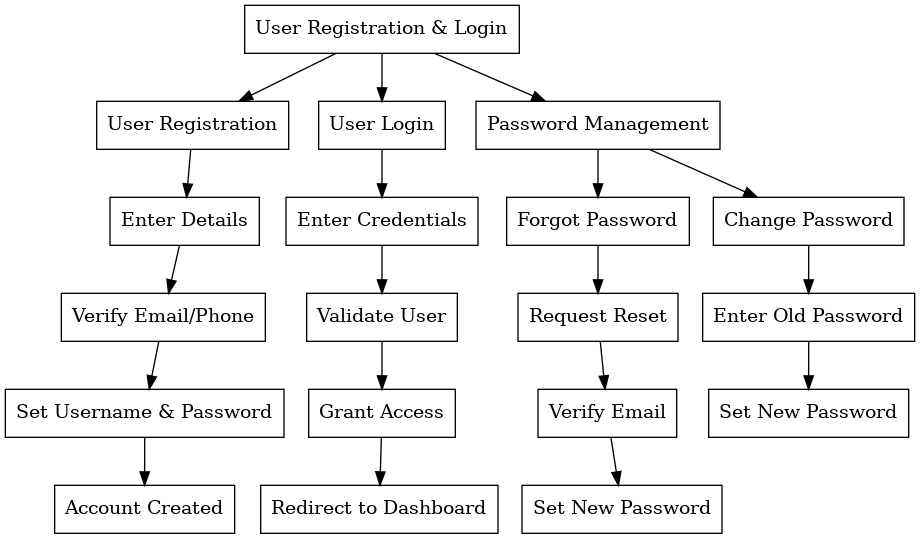 User Registration & Login
User Registration
User Login
Password Management
Enter Details
Enter Credentials
Forgot Password
Change Password
Verify Email/Phone
Validate User
Request Reset
Enter Old Password
Set Username & Password
Grant Access
Verify Email
Set New Password
Account Created
Redirect to Dashboard
Set New Password